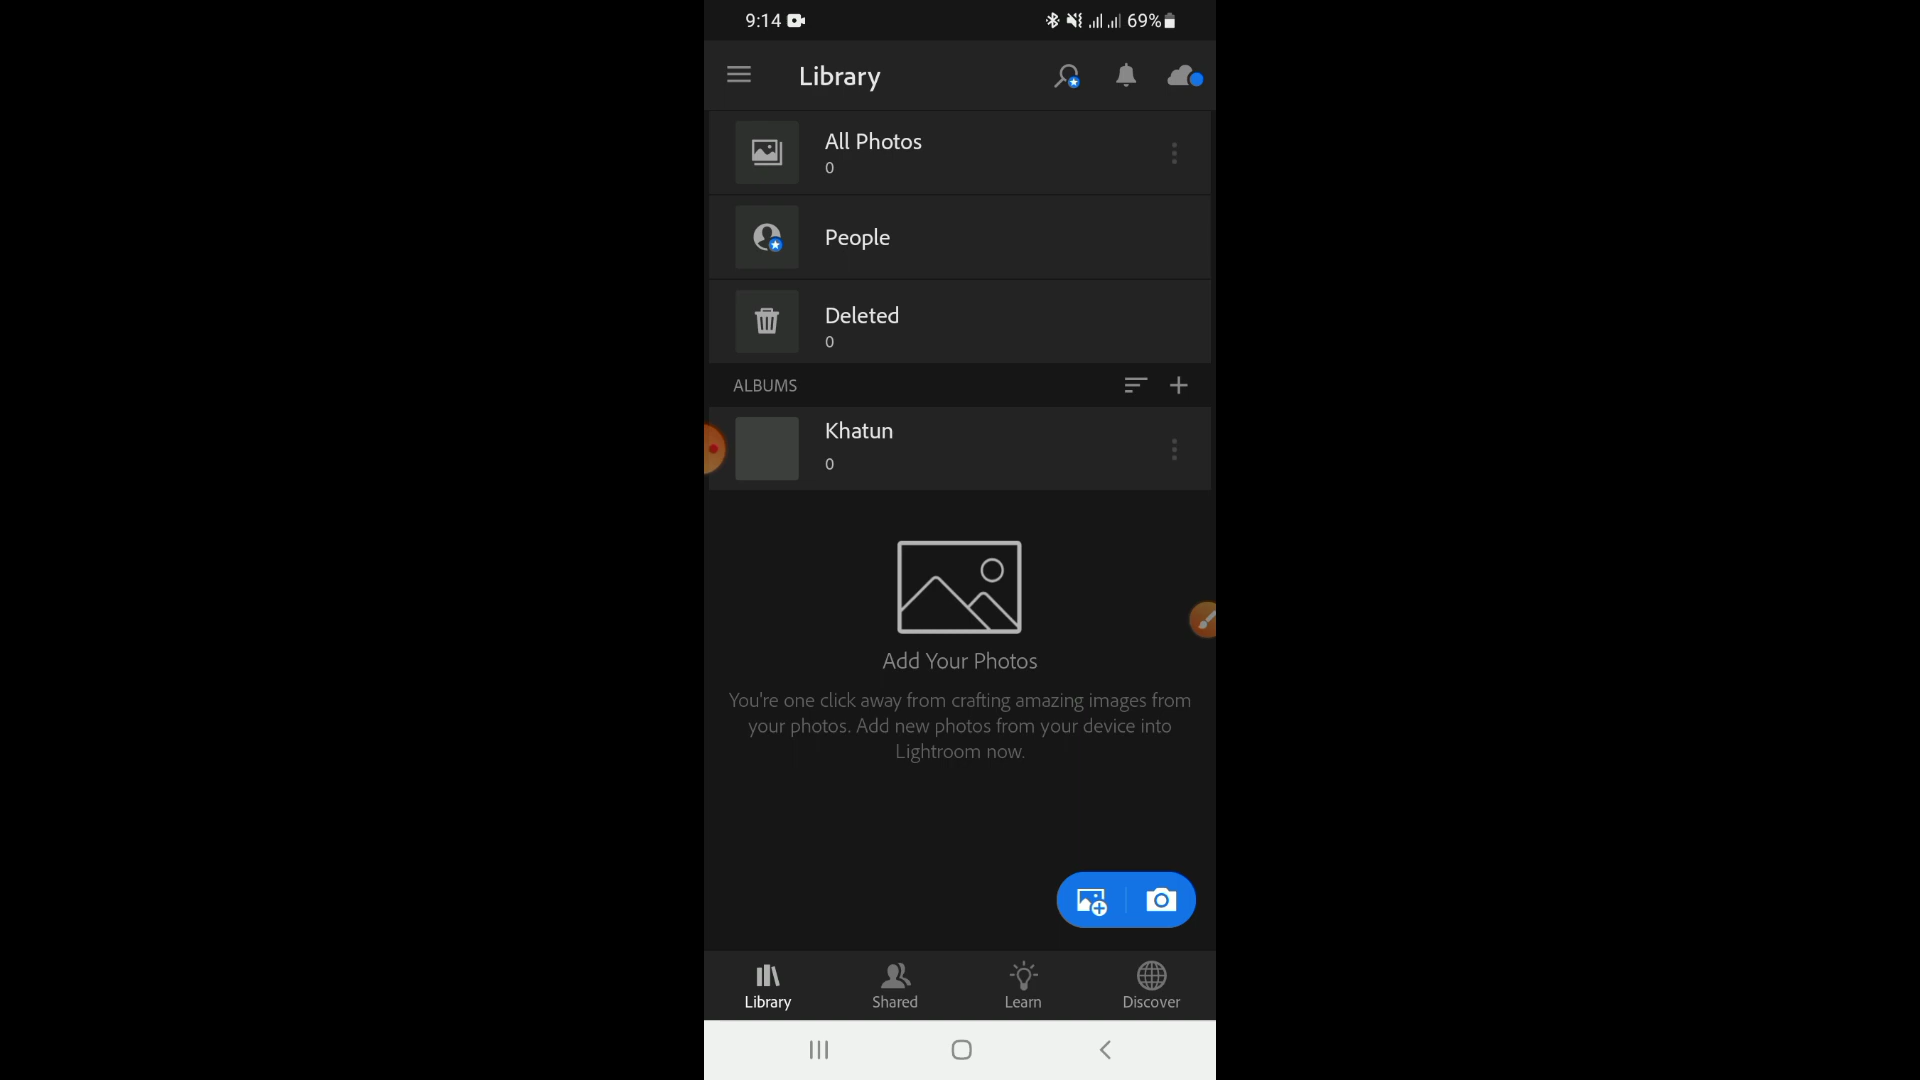 9:14
69%
Library
All Photos
0
People
Deleted
0
ALBUMS
Khatun
0
Add Your Photos
You're one click away from crafting amazing images from
your photos. Add new photos from your device into
Lightroom now.
Library
Shared
Learn
Discover